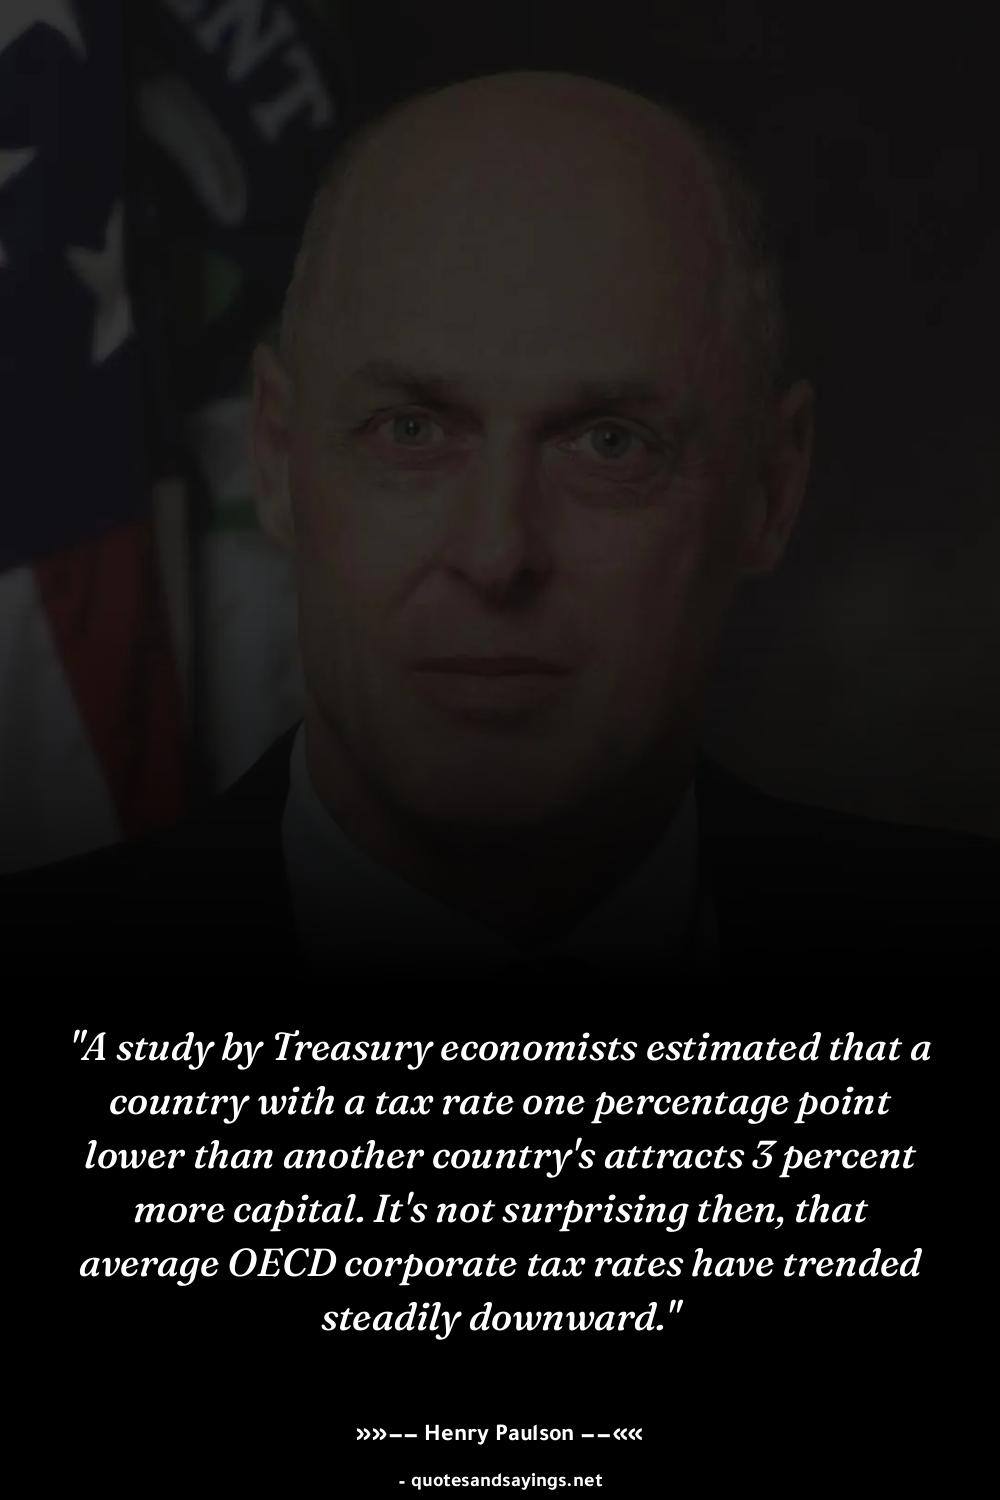 ENT
"A study by Treasury economists estimated that a
country with a tax rate one percentage point
lower than another country's attracts 3 percent
more capital. It's not surprising then, that
average OECD corporate tax rates have trended
steadily downward."
»»−− Henry Paulson −−««
- quotesandsayings.net